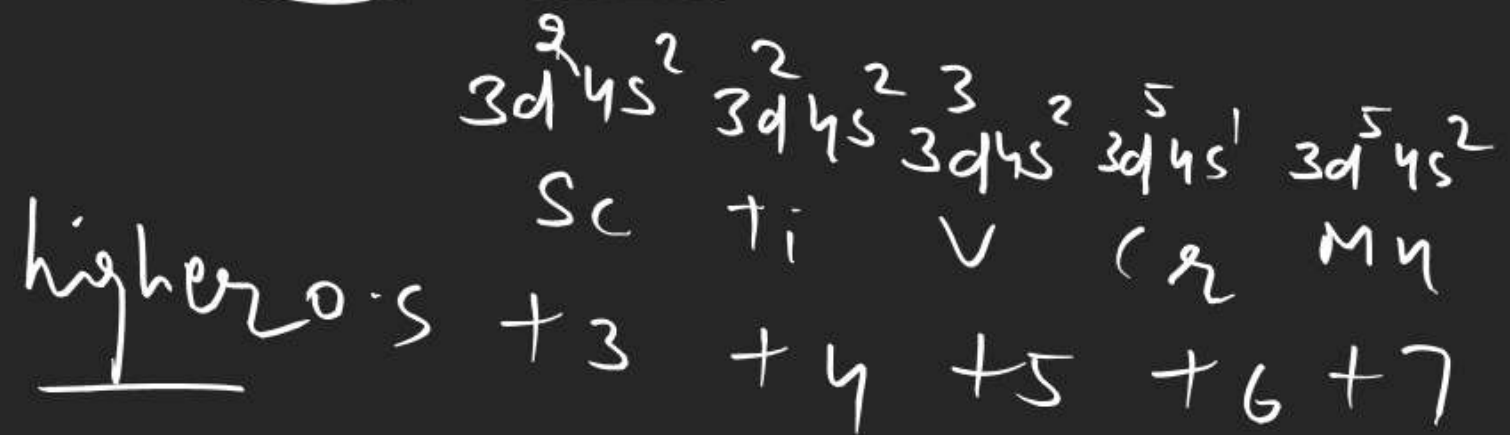 3d²4s² 3d²4s² 3d³4s² 3d⁵4s¹ 3d⁵4s²
Sc Ti V Cr Mn
higher o.s +3 +4 +5 +6 +7